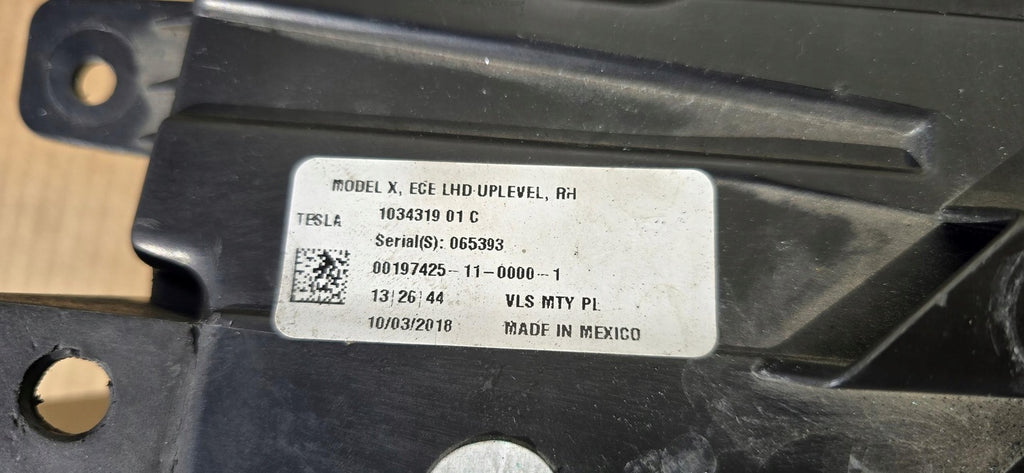 MODEL X, ECE LHD UPLEVEL, RH
TESLA
1034319 01 C
Serial(S): 065393
00197425-11-0000-1
13:26:44 VLS MTY PL
10/03/2018 MADE IN MEXICO